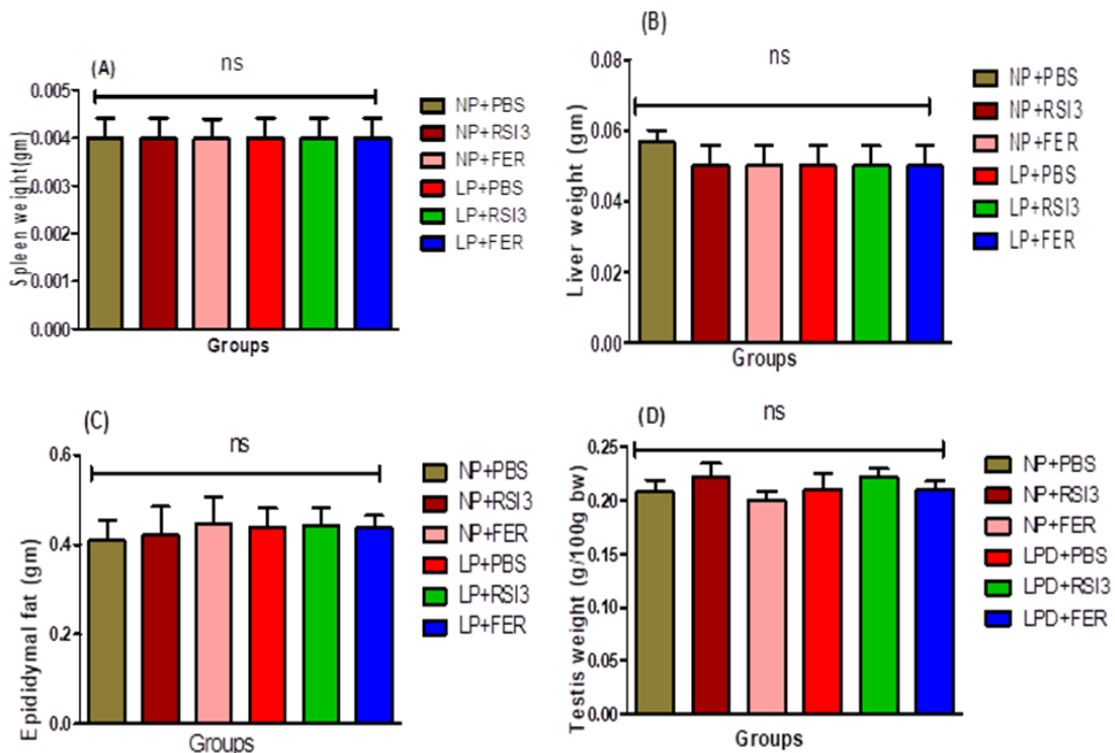 (A)
ns
Spleen weight(gm)
0.005
0.004
0.003
0.002
0.001
0.000
Groups
NP+PBS
NP+RSI3
NP+FER
LP+PBS
LP+RSI3
LP+FER
(B)
ns
Liver weight (gm)
0.08
0.06
0.04
0.02
0.00
Groups
NP+PBS
NP+RSI3
NP+FER
LP+PBS
LP+RSI3
LP+FER
(C)
ns
Epididymal fat (gm)
0.6
0.4
0.2
0.0
Groups
NP+PBS
NP+RSI3
NP+FER
LP+PBS
LP+RSI3
LP+FER
(D)
ns
Testis weight (g/100g bw)
0.25
0.20
0.15
0.10
0.05
0.00
Groups
NP+PBS
NP+RSI3
NP+FER
LPD+PBS
LPD+RSI3
LPD+FER